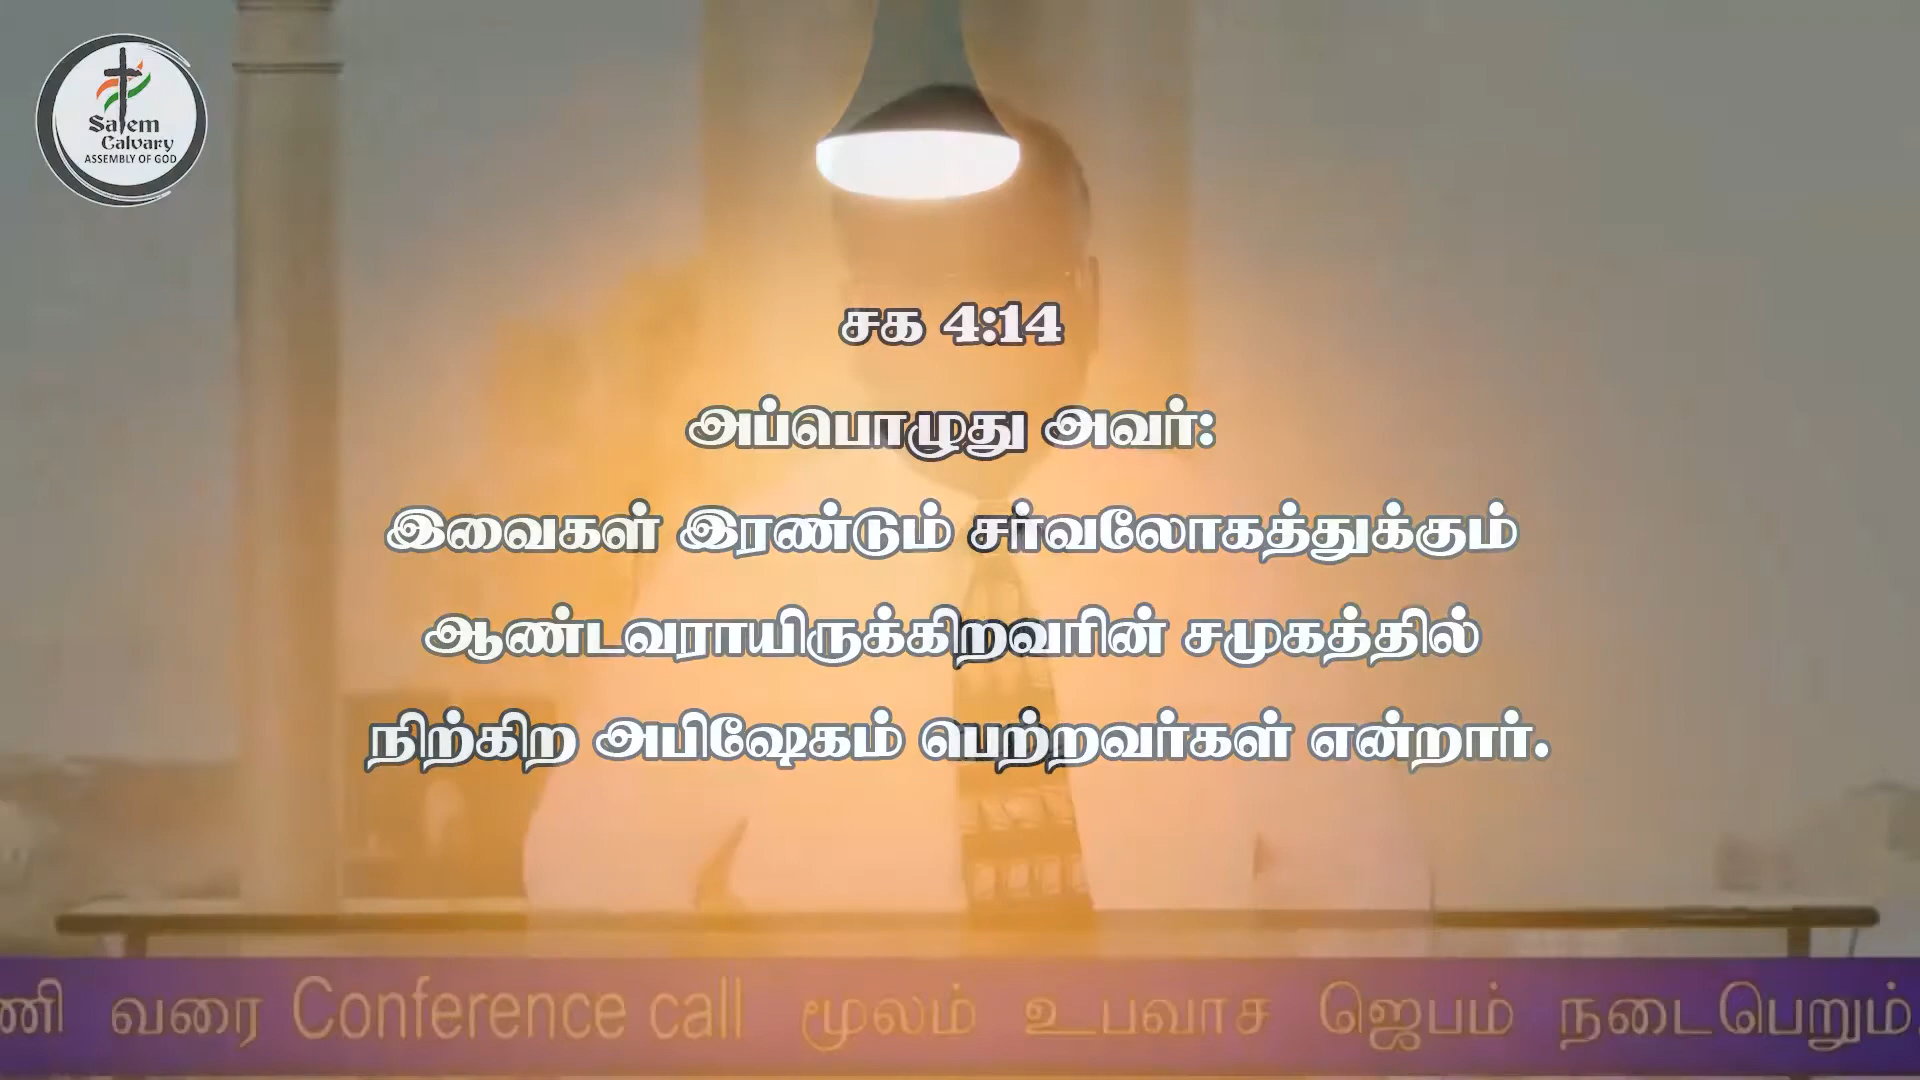 Salem
Calvary
ASSEMBLY OF GOD
சக 4:14
அப்பொழுது அவர்:
இவைகள் இரண்டும் சர்வலோகத்துக்கும்
ஆண்டவராயிருக்கிறவரின் சமுகத்தில்
நிற்கிற அபிஷேகம் பெற்றவர்கள் என்றார்.
வரை Conference call மூலம் உபவாச ஜெபம் நடைபெறும்.